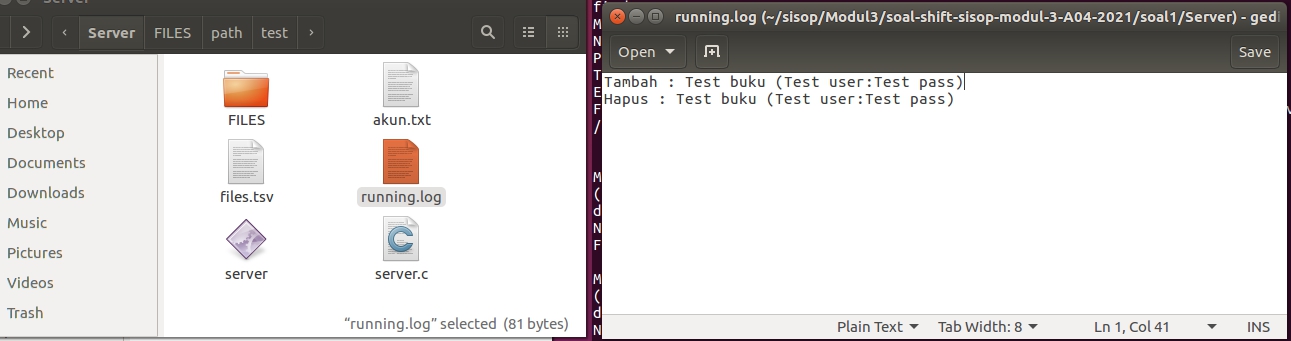 Server
Server FILES path test
Recent
Home
Desktop
Documents
Downloads
Music
Pictures
Videos
Trash
FILES
akun.txt
files.tsv
running.log
server
server.c
“running.log” selected (81 bytes)
running.log (~/sisop/Modul3/soal-shift-sisop-modul-3-A04-2021/soal1/Server) - ged
Open
Save
Tambah : Test buku (Test user:Test pass)
Hapus : Test buku (Test user:Test pass)
Plain Text
Tab Width: 8
Ln 1, Col 41
INS